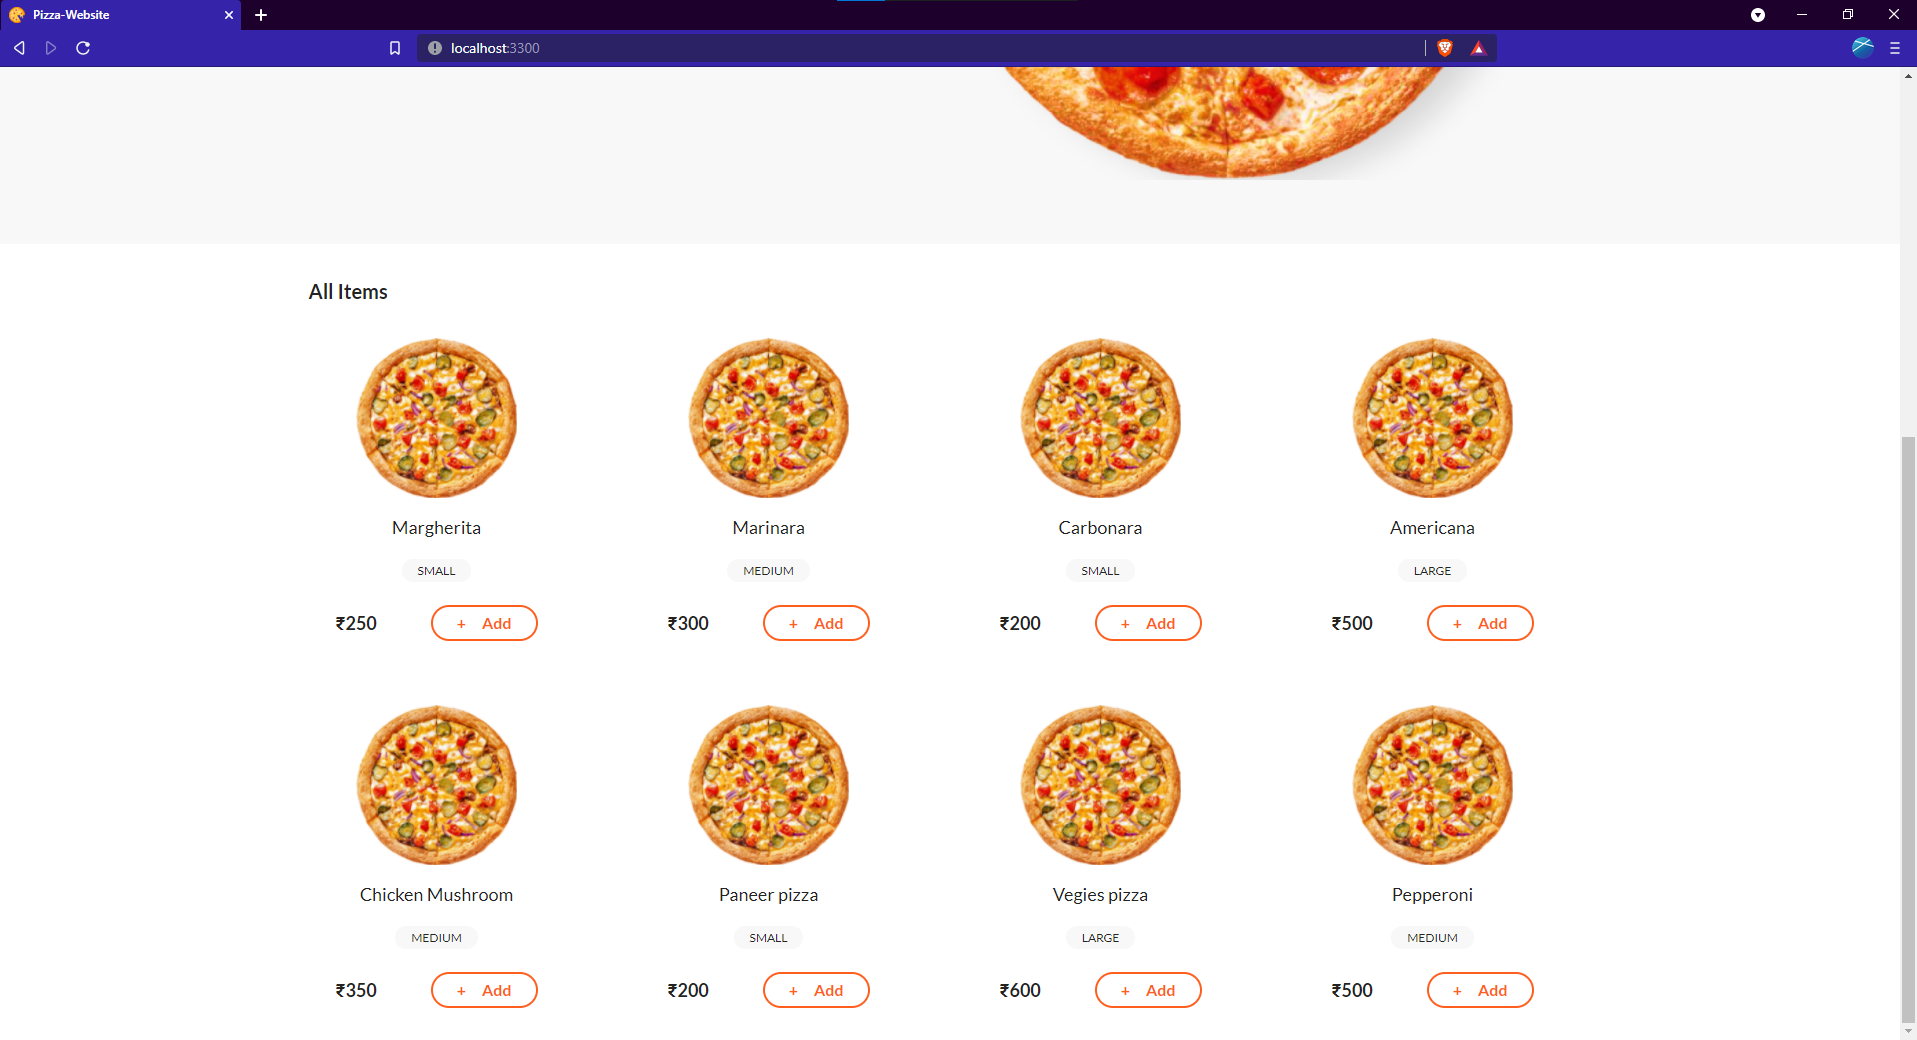 Pizza-Website
localhost:3300
All Items
Margherita Marinara Carbonara Americana
SMALL MEDIUM SMALL LARGE
₹250 + Add ₹300 + Add ₹200 + Add ₹500 + Add
Chicken Mushroom Paneer pizza Vegies pizza Pepperoni
MEDIUM SMALL LARGE MEDIUM
₹350 + Add ₹200 + Add ₹600 + Add ₹500 + Add